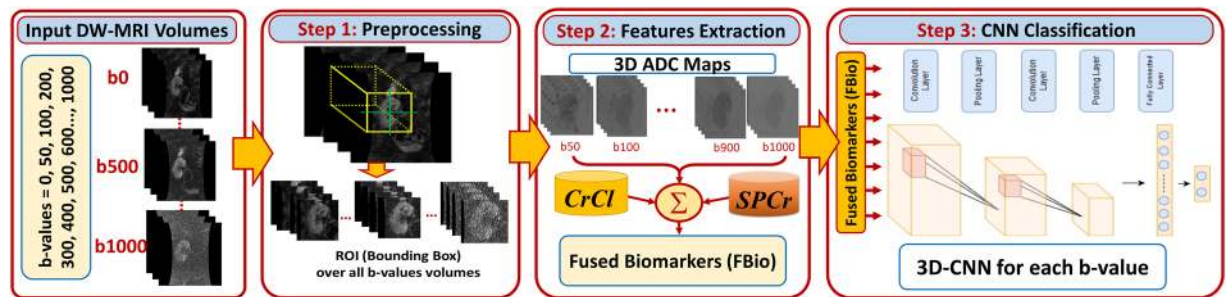 Input DW-MRI Volumes
b-values = 0, 50, 100, 200,
300, 400, 500, 600..., 1000
b0
b500
b1000
Step 1: Preprocessing
ROI (Bounding Box)
over all b-values volumes
Step 2: Features Extraction
3D ADC Maps
b50
b100
b900
b1000
CrCl
Σ
SPCr
Fused Biomarkers (FBio)
Step 3: CNN Classification
Fused Biomarkers (FBio)
Convolution
Layer
Pooling Layer
Convolution
Layer
Pooling Layer
Fully Connected
Layer
3D-CNN for each b-value